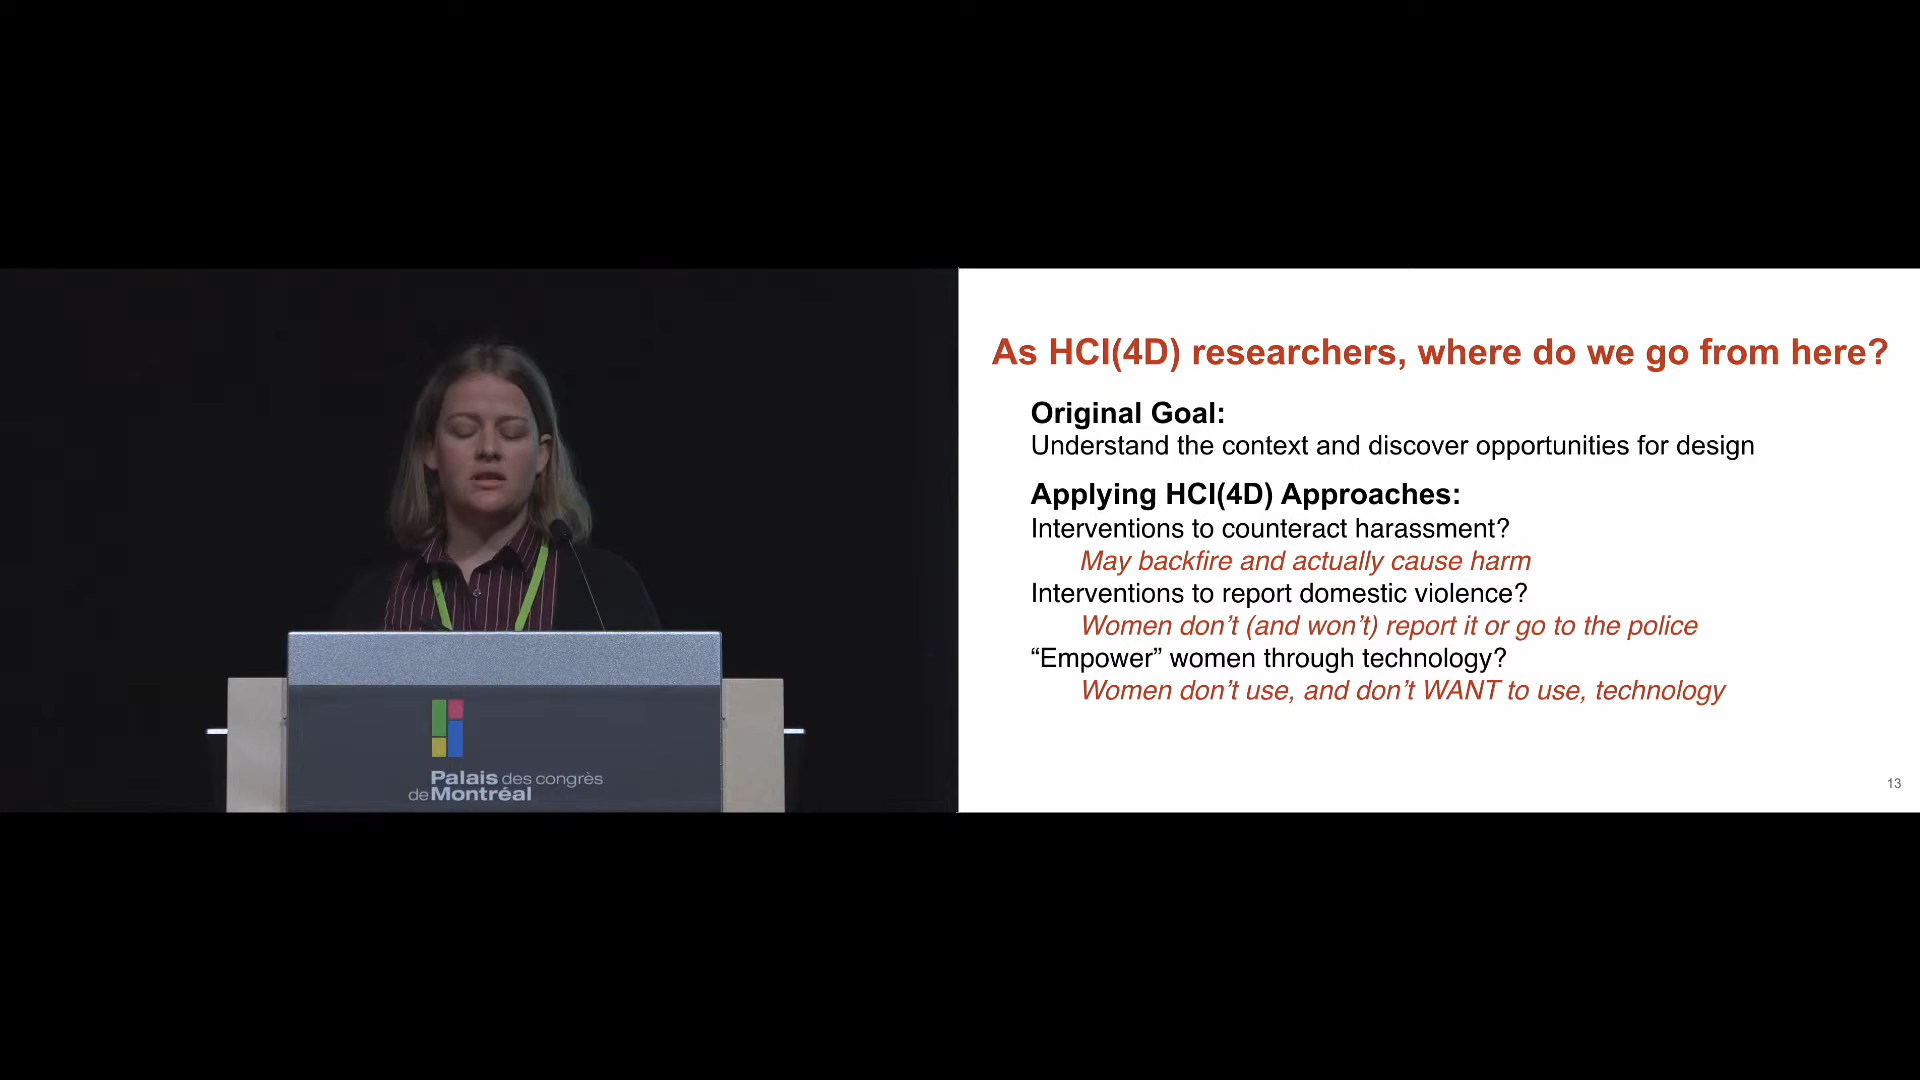 As HCI(4D) researchers, where do we go from here?
Original Goal:
Understand the context and discover opportunities for design
Applying HCI(4D) Approaches:
Interventions to counteract harassment?
May backfire and actually cause harm
Interventions to report domestic violence?
Women don’t (and won’t) report it or go to the police
“Empower” women through technology?
Women don’t use, and don’t WANT to use, technology
13
Palais des congrès
de Montréal